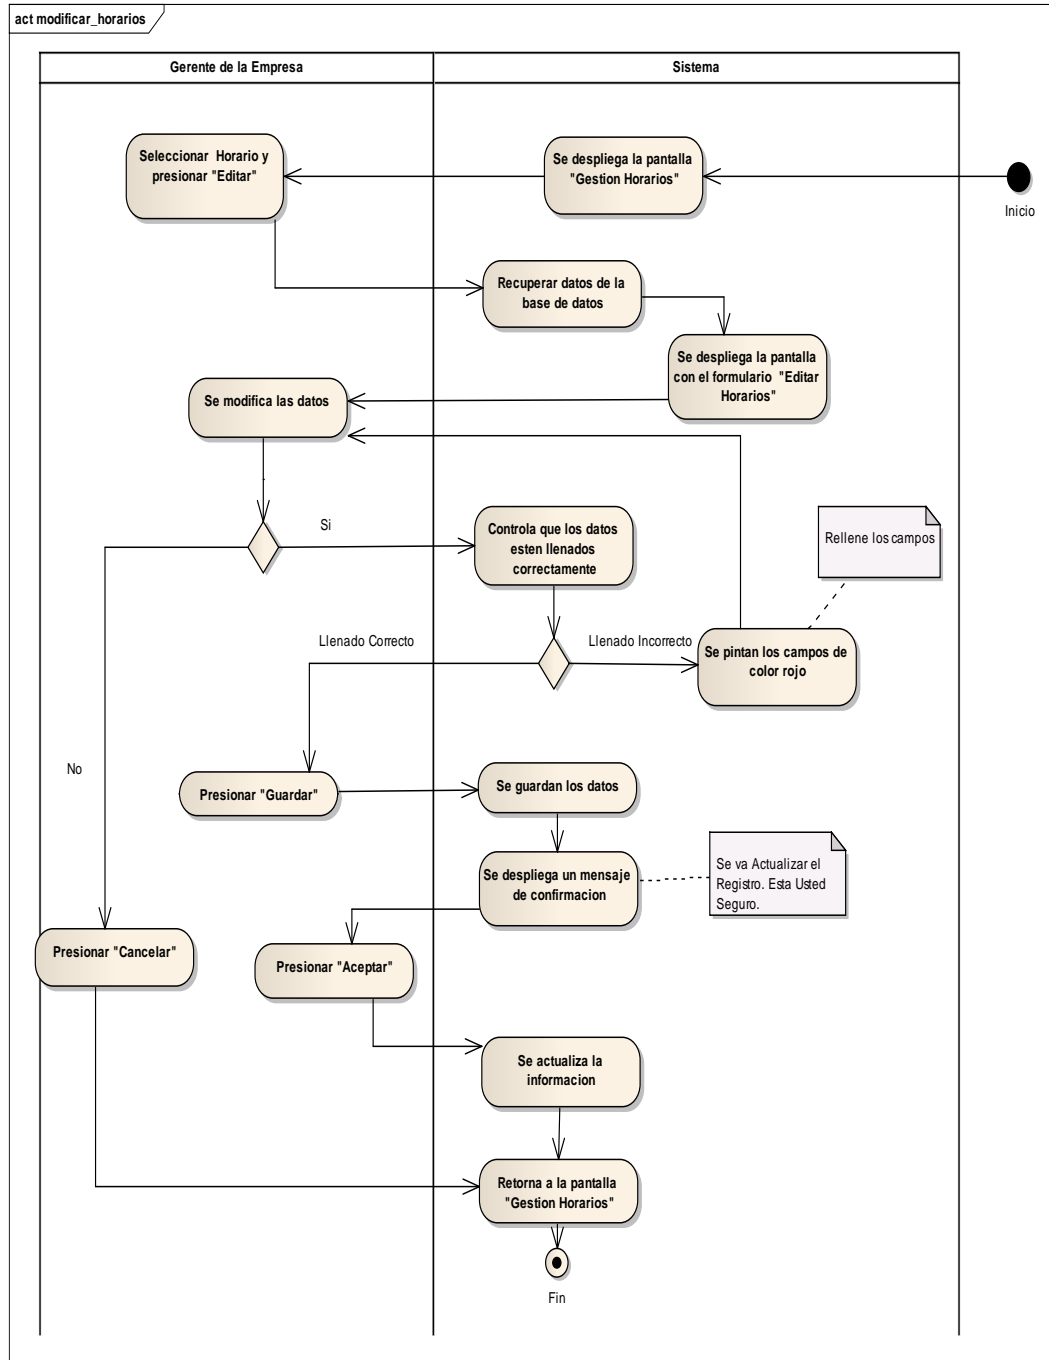 act modificar_horarios
Gerente de la Empresa
Sistema
Seleccionar Horario y
presionar "Editar"
Se despliega la pantalla
"Gestion Horarios"
Inicio
Recuperar datos de la
base de datos
Se despliega la pantalla
con el formulario "Editar
Horarios"
Se modifica las datos
Si
Controla que los datos
esten llenados
correctamente
Rellene los campos
Llenado Correcto
Llenado Incorrecto
Se pintan los campos de
color rojo
No
Presionar "Guardar"
Se guardan los datos
Se despliega un mensaje
de confirmacion
Se va Actualizar el
Registro. Esta Usted
Seguro.
Presionar "Cancelar"
Presionar "Aceptar"
Se actualiza la
informacion
Retorna a la pantalla
"Gestion Horarios"
Fin